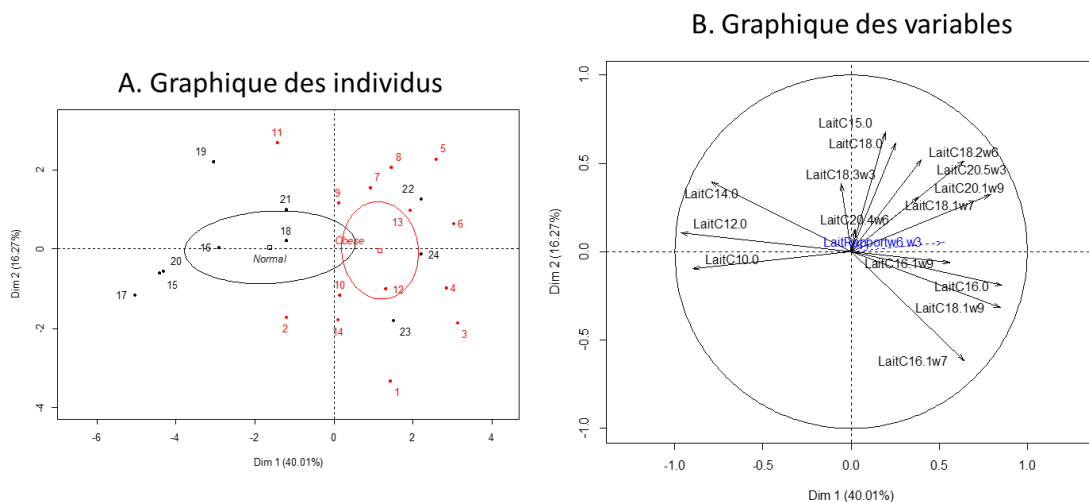 A. Graphique des individus
Dim 2 (16.27%)
2
0
-2
-4
-6
-4
-2
0
2
4
Dim 1 (40.01%)
11
19
5
8
7
22
9
21
13
6
18
Obese
16
Normal
24
20
15
17
10
12
4
2
14
23
3
1
B. Graphique des variables
Dim 2 (16.27%)
1.0
0.5
0.0
-0.5
-1.0
-1.0
-0.5
0.0
0.5
1.0
Dim 1 (40.01%)
LaitC15.0
LaitC18.0
LaitC18.2w6
LaitC20.5w3
LaitC18.3w3
LaitC20.1w9
LaitC14.0
LaitC18.1w7
LaitC20.4w6
LaitC12.0
LaitRapportw6.w3
LaitC10.0
LaitC16.1w9
LaitC16.0
LaitC18.1w9
LaitC16.1w7